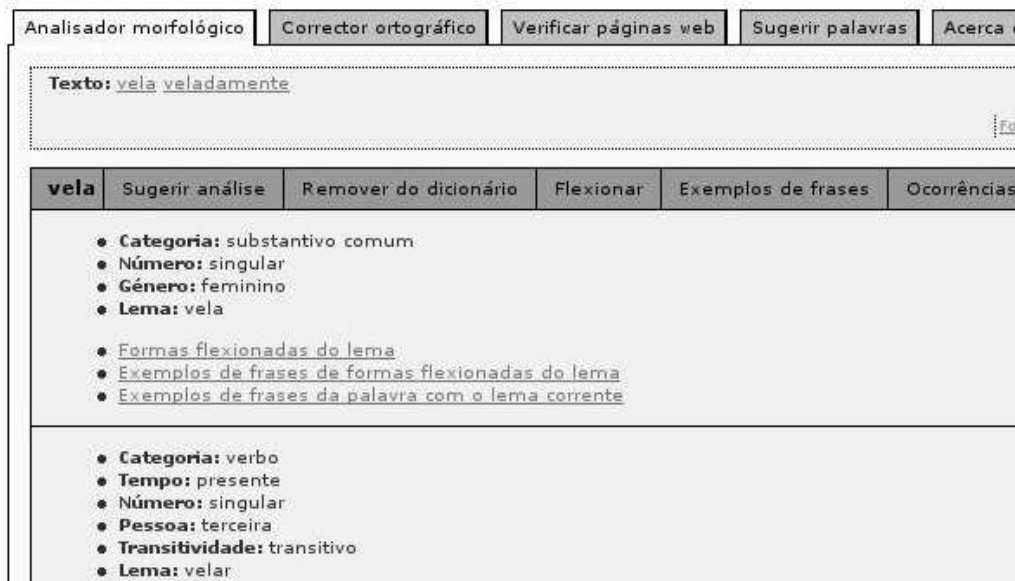 Analisador morfológico Corrector ortográfico Verificar páginas web Sugerir palavras Acerca
Texto: vela veladamente
vela Sugerir análise Remover do dicionário Flexionar Exemplos de frases Ocorrências
Categoria: substantivo comum
Número: singular
Género: feminino
Lema: vela
Formas flexionadas do lema
Exemplos de frases de formas flexionadas do lema
Exemplos de frases da palavra com o lema corrente
Categoria: verbo
Tempo: presente
Número: singular
Pessoa: terceira
Transitividade: transitivo
Lema: velar